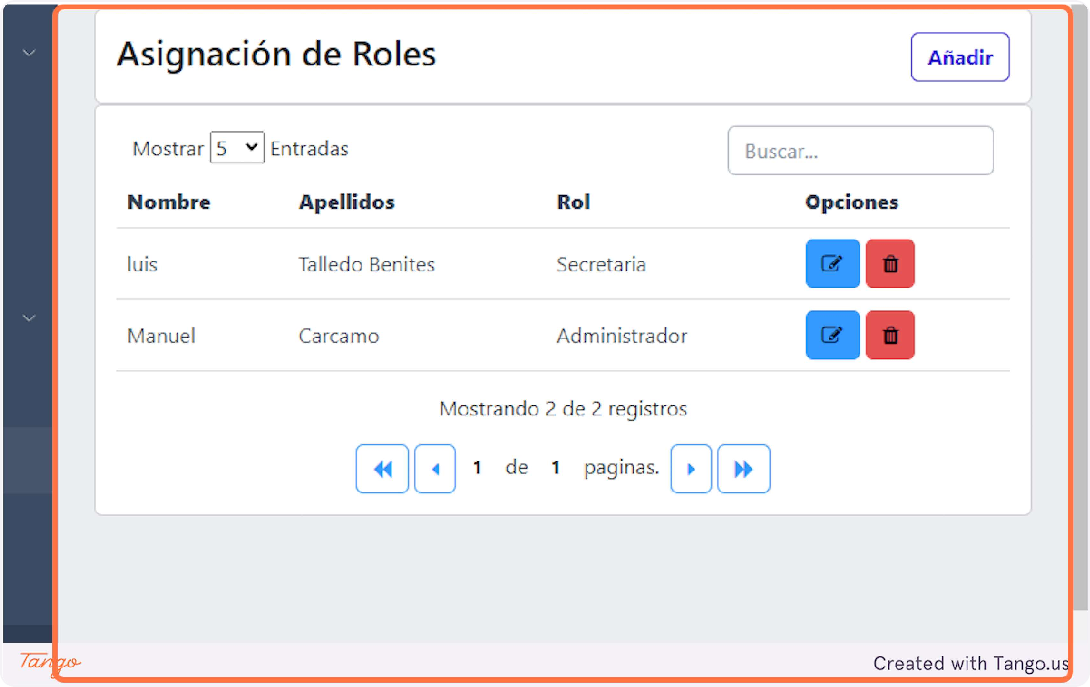 Asignación de Roles
Añadir
Mostrar 5 Entradas
Buscar...
Nombre Apellidos Rol Opciones
luis Talledo Benites Secretaria
Manuel Carcamo Administrador
Mostrando 2 de 2 registros
1 de 1 paginas.
Tango
Created with Tango.us